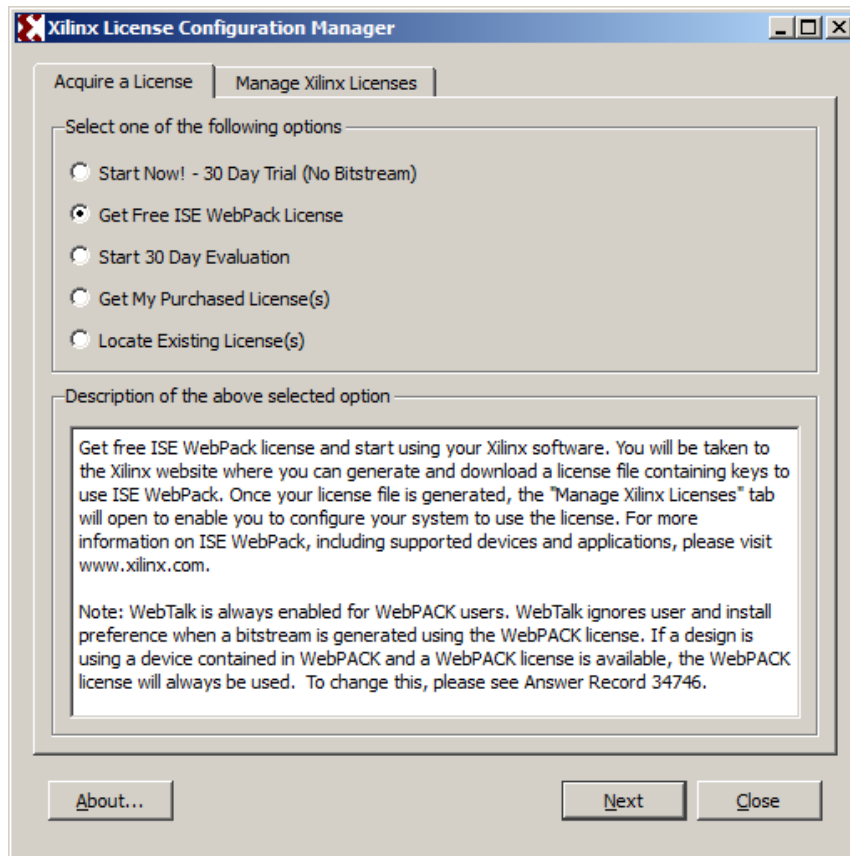 Xilinx License Configuration Manager
Acquire a License
Manage Xilinx Licenses
Select one of the following options
Start Now! - 30 Day Trial (No Bitstream)
Get Free ISE WebPack License
Start 30 Day Evaluation
Get My Purchased License(s)
Locate Existing License(s)
Description of the above selected option
Get free ISE WebPack license and start using your Xilinx software. You will be taken to
the Xilinx website where you can generate and download a license file containing keys to
use ISE WebPack. Once your license file is generated, the "Manage Xilinx Licenses" tab
will open to enable you to configure your system to use the license. For more
information on ISE WebPack, including supported devices and applications, please visit
www.xilinx.com.
Note: WebTalk is always enabled for WebPACK users. WebTalk ignores user and install
preference when a bitstream is generated using the WebPACK license. If a design is
using a device contained in WebPACK and a WebPACK license is available, the WebPACK
license will always be used.  To change this, please see Answer Record 34746.
About...
Next
Close